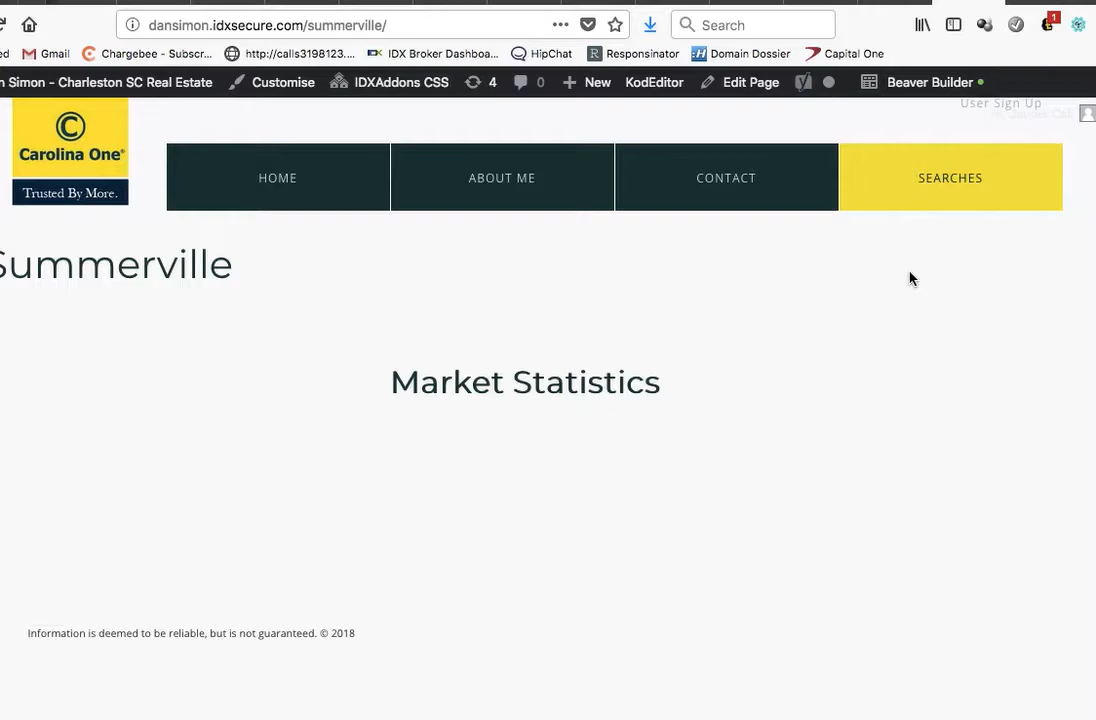 dansimon.idxsecure.com/summerville/
Search
Gmail Chargebee - Subscr... http://calls3198123.... IDX Broker Dashboa... HipChat Responsinator Domain Dossier Capital One
Simon - Charleston SC Real Estate Customise IDXAddons CSS 4 0 New KodEditor Edit Page Beaver Builder
1
User Sign Up
©
Carolina One®
Trusted By More.
HOME ABOUT ME CONTACT SEARCHES
Summerville
Market Statistics
Information is deemed to be reliable, but is not guaranteed. © 2018